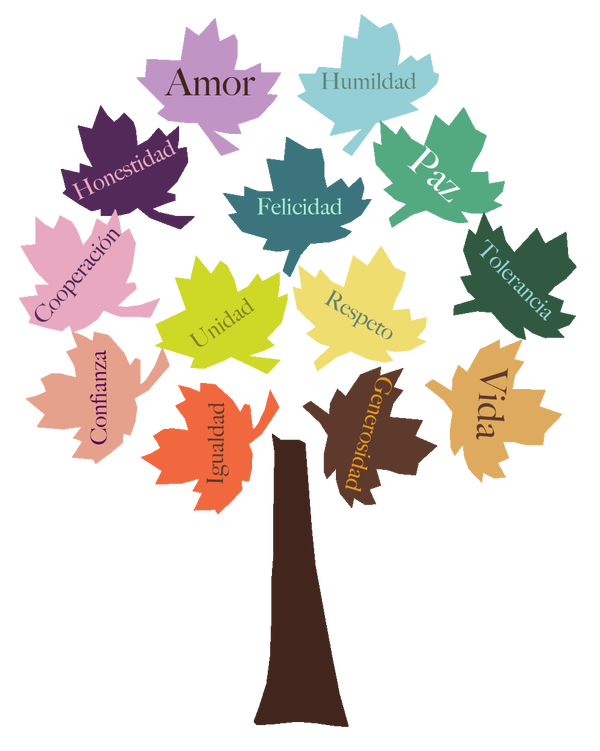 Amor
Humildad
Honestidad
Paz
Felicidad
Cooperación
Tolerancia
Unidad
Respeto
Confianza
Igualdad
Generosidad
Vida